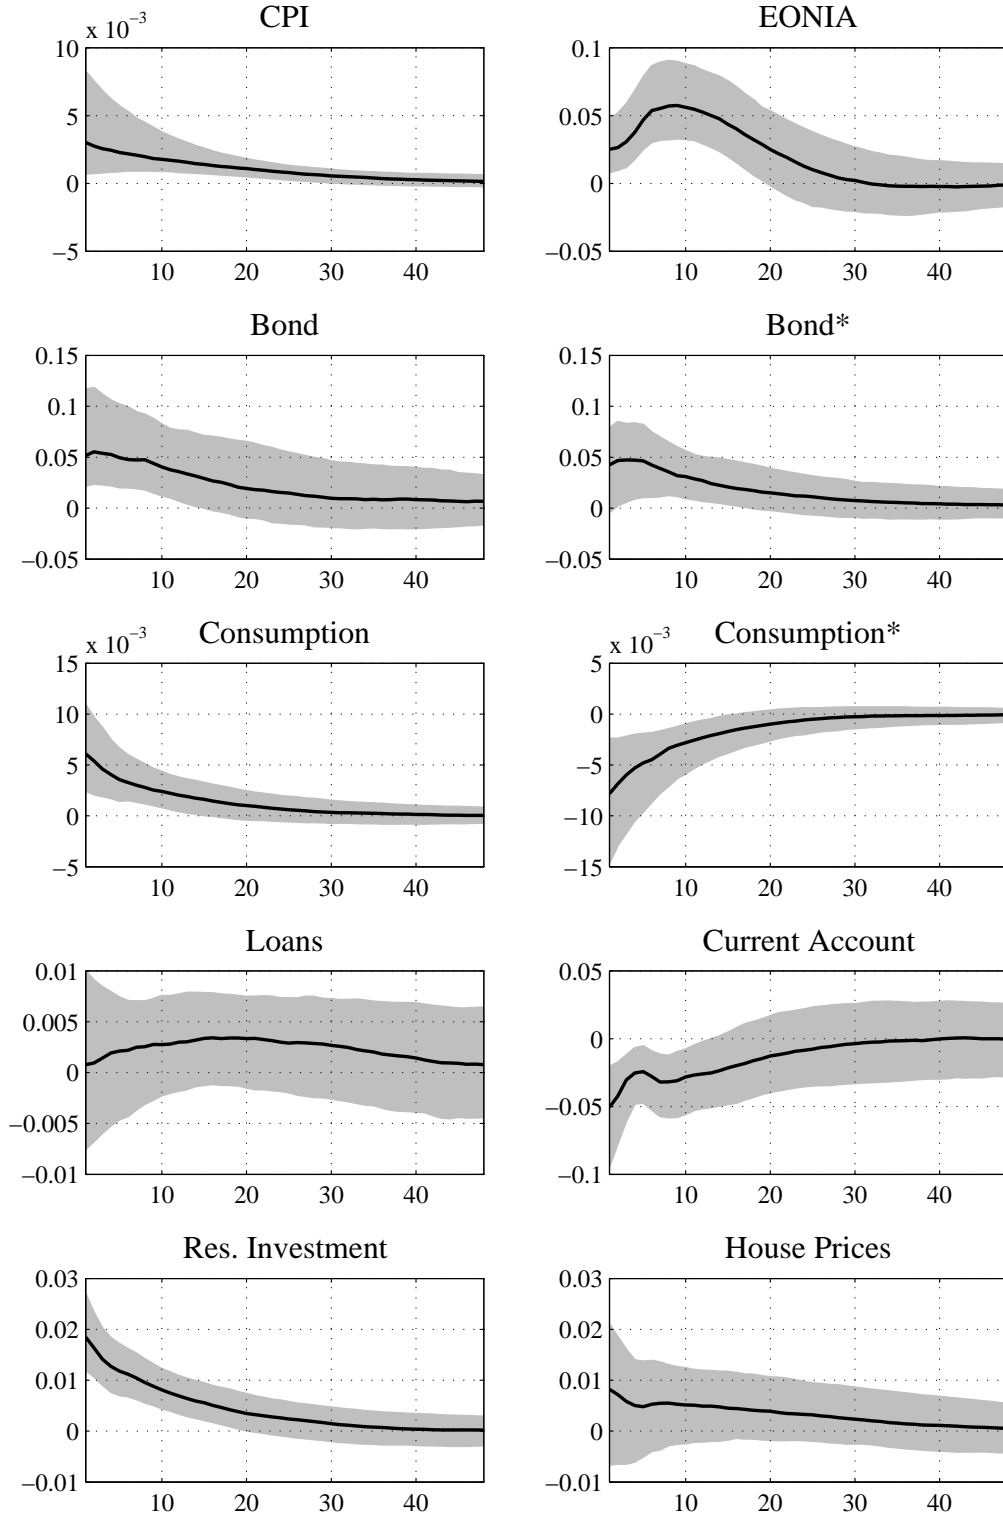 CPI
x 10⁻³
10
5
0
−5
10 20 30 40
EONIA
0.1
0.05
0
−0.05
10 20 30 40
Bond
0.15
0.1
0.05
0
−0.05
10 20 30 40
Bond*
0.15
0.1
0.05
0
−0.05
10 20 30 40
Consumption
x 10⁻³
15
10
5
0
−5
10 20 30 40
Consumption*
x 10⁻³
5
0
−5
−10
−15
10 20 30 40
Loans
0.01
0.005
0
−0.005
−0.01
10 20 30 40
Current Account
0.05
0
−0.05
−0.1
10 20 30 40
Res. Investment
0.03
0.02
0.01
0
−0.01
10 20 30 40
House Prices
0.03
0.02
0.01
0
−0.01
10 20 30 40